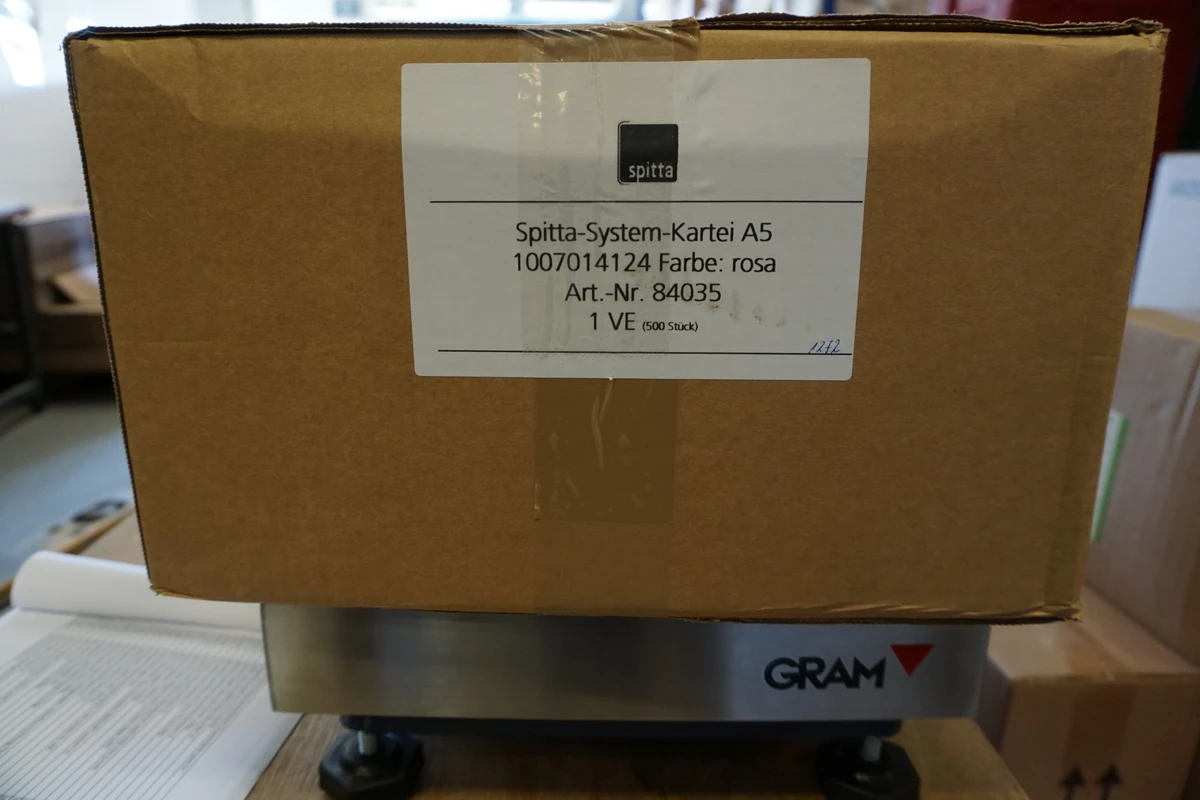 spitta
Spitta-System-Kartei A5
1007014124 Farbe: rosa
Art.-Nr. 84035
1 VE (500 Stück)
GRAM